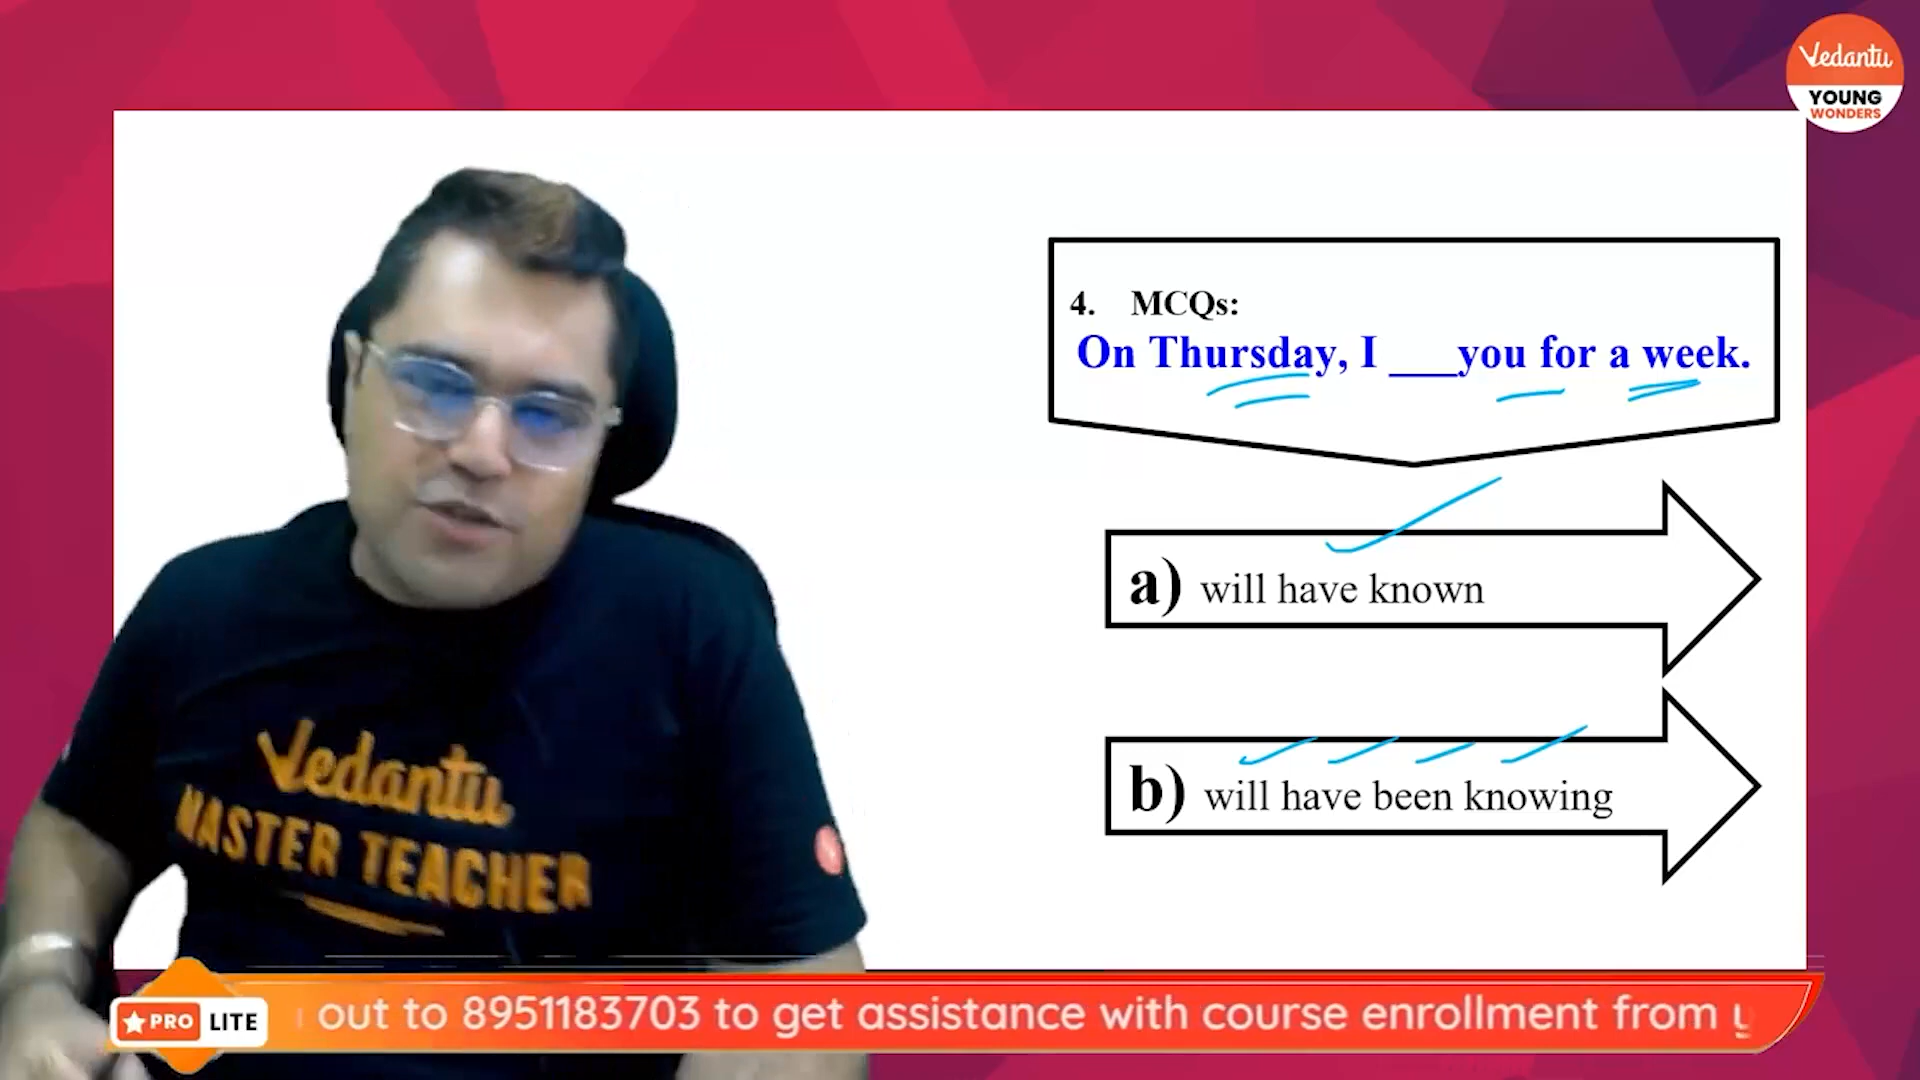 Vedantu
YOUNG
WONDERS
4. MCQs:
On Thursday, I ___you for a week.
a) will have known
b) will have been knowing
Vedantu
MASTER TEACHER
PRO LITE
out to 8951183703 to get assistance with course enrollment from